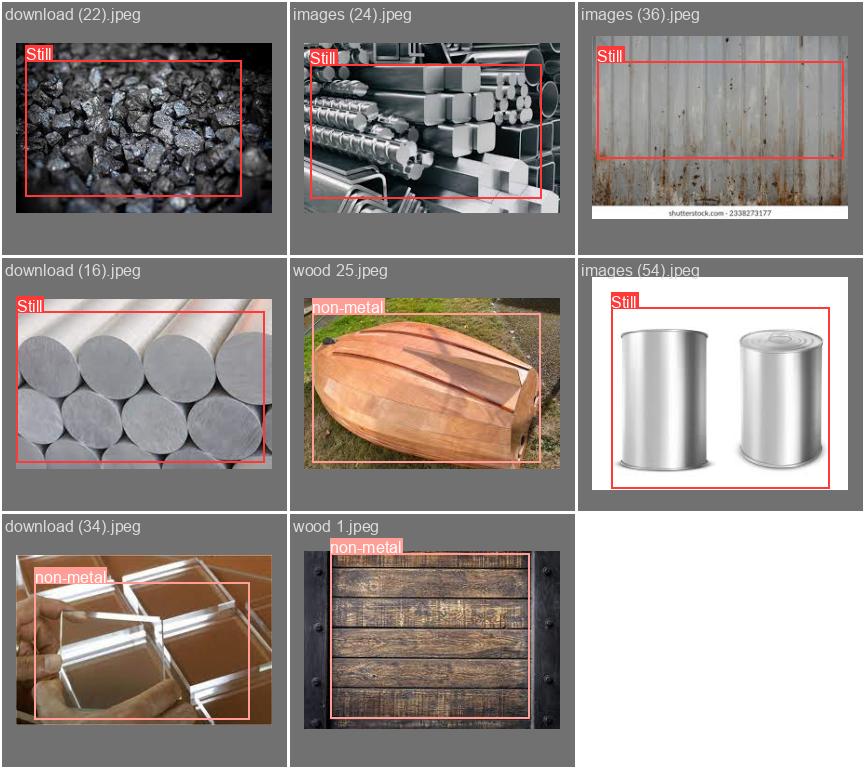 download (22).jpeg
Still
images (24).jpeg
Still
images (36).jpeg
Still
shutterstock.com · 2338273177
download (16).jpeg
Still
wood 25.jpeg
non-metal
images (54).jpeg
Still
download (34).jpeg
non-metal
wood 1.jpeg
non-metal